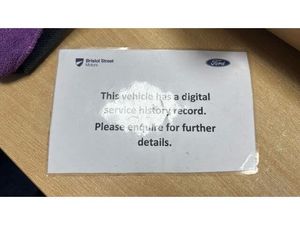 Bristol Street
Motors
Ford
This vehicle has a digital
service history record.
Please enquire for further
details.